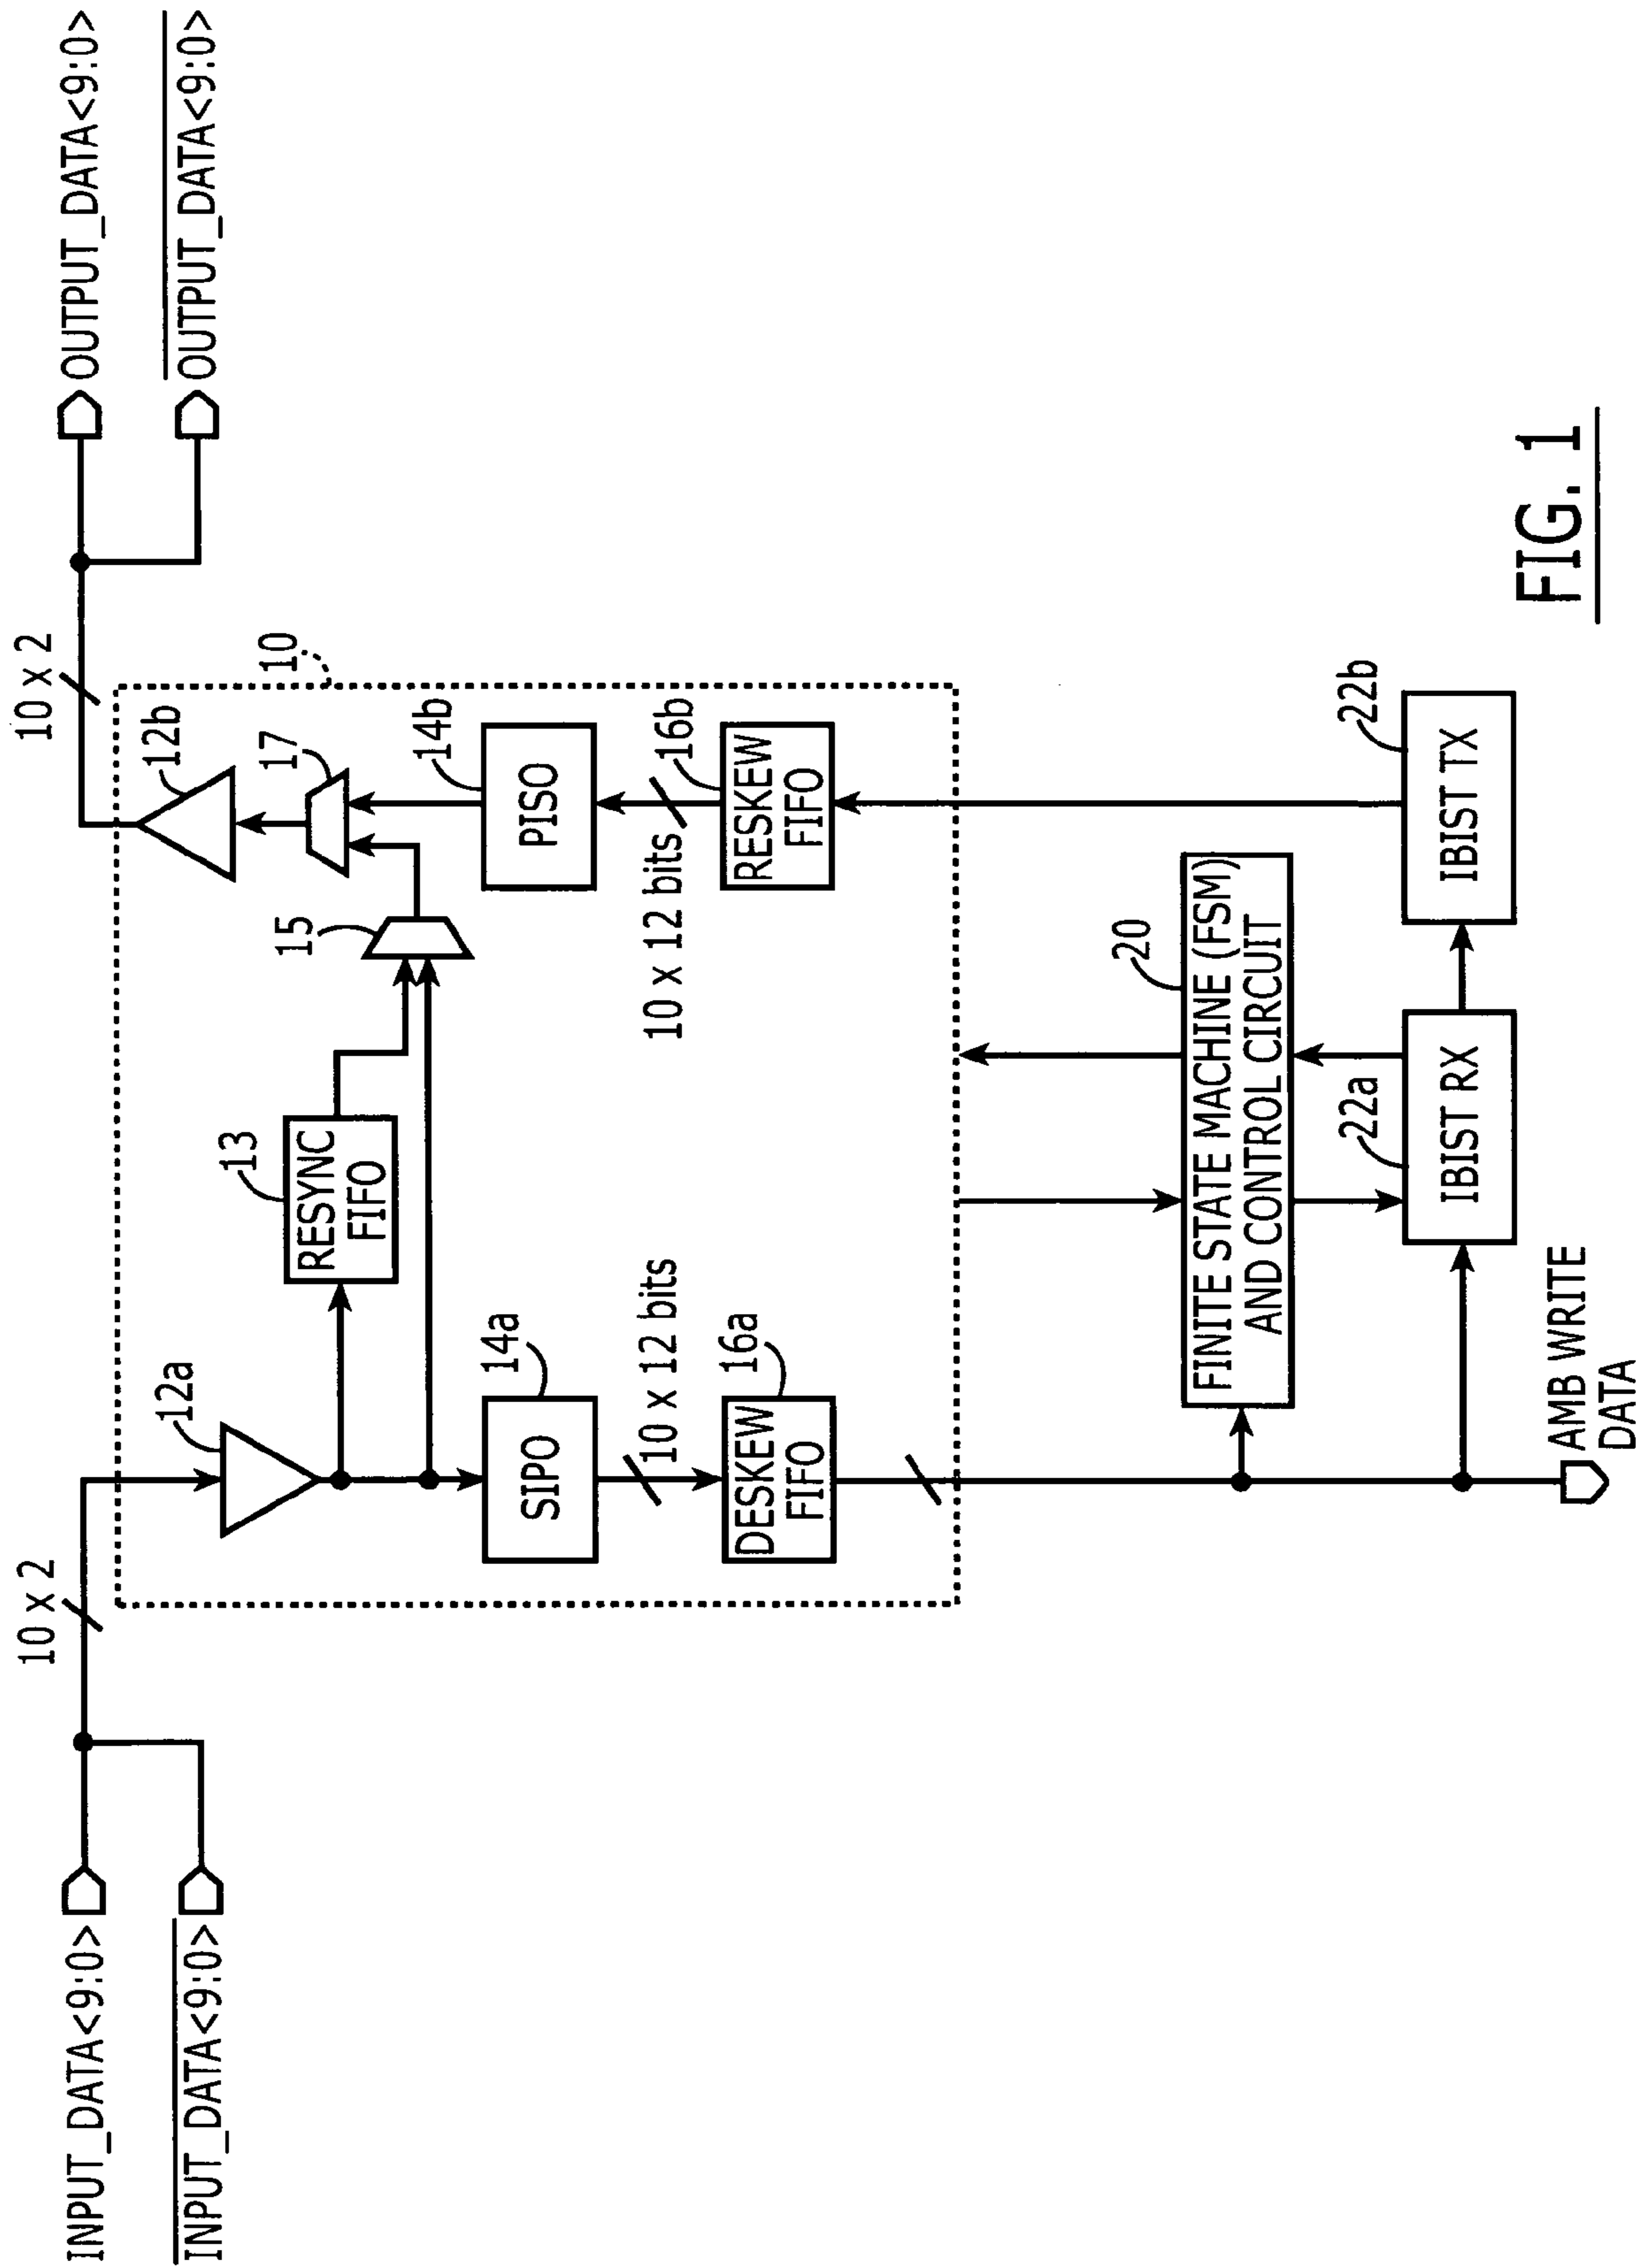 INPUT_DATA<9:0>
INPUT_DATA<9:0>
10 x 2
10 x 2
OUTPUT_DATA<9:0>
OUTPUT_DATA<9:0>
10
12a
12b
13
RESYNC
FIFO
15
17
14a
SIPO
14b
PISO
10 x 12 bits
10 x 12 bits
16a
DESKEW
FIFO
16b
RESKEW
FIFO
20
FINITE STATE MACHINE (FSM)
AND CONTROL CIRCUIT
22a
IBIST RX
22b
IBIST TX
AMB WRITE
DATA
FIG. 1